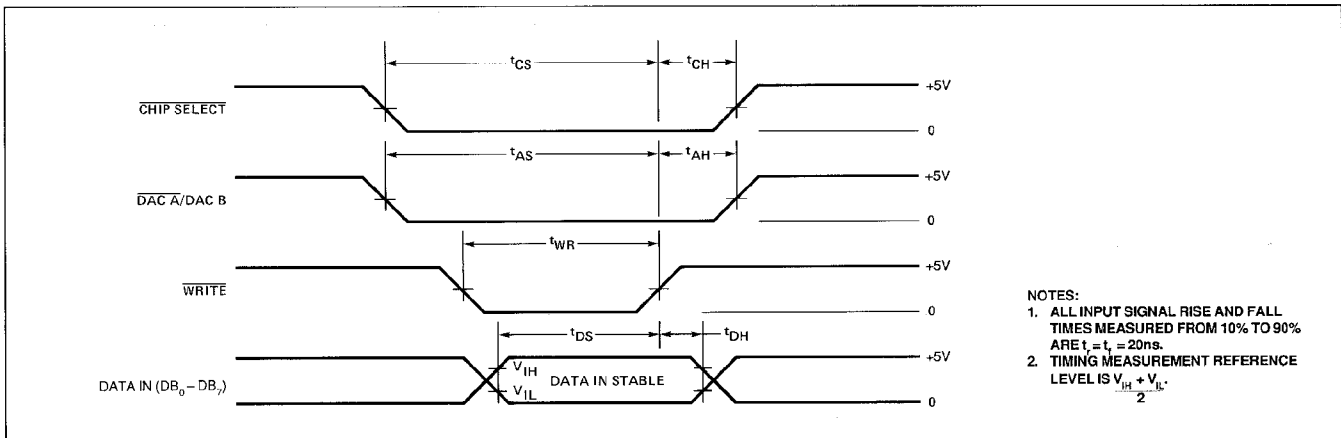 tCS
tCH
CHIP SELECT
+5V
0
tAS
tAH
DAC A/DAC B
+5V
0
tWR
WRITE
+5V
0
tDS
tDH
DATA IN (DB0 – DB7)
VIH
VIL
DATA IN STABLE
+5V
0
NOTES:
1. ALL INPUT SIGNAL RISE AND FALL
TIMES MEASURED FROM 10% TO 90%
ARE tr = tf = 20ns.
2. TIMING MEASUREMENT REFERENCE
LEVEL IS VIH + VIL.
2